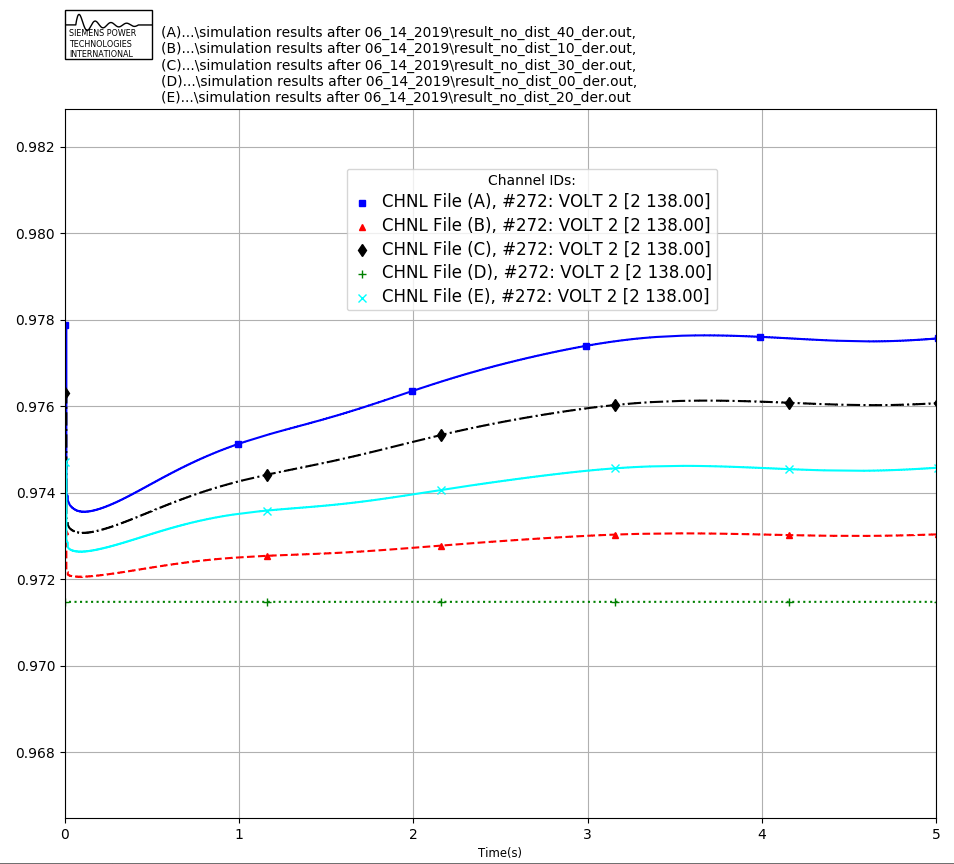 SIEMENS POWER
TECHNOLOGIES
INTERNATIONAL
(A)...\simulation results after 06_14_2019\result_no_dist_40_der.out,
(B)...\simulation results after 06_14_2019\result_no_dist_10_der.out,
(C)...\simulation results after 06_14_2019\result_no_dist_30_der.out,
(D)...\simulation results after 06_14_2019\result_no_dist_00_der.out,
(E)...\simulation results after 06_14_2019\result_no_dist_20_der.out
Channel IDs:
CHNL File (A), #272: VOLT 2 [2 138.00]
CHNL File (B), #272: VOLT 2 [2 138.00]
CHNL File (C), #272: VOLT 2 [2 138.00]
CHNL File (D), #272: VOLT 2 [2 138.00]
CHNL File (E), #272: VOLT 2 [2 138.00]
0.982
0.980
0.978
0.976
0.974
0.972
0.970
0.968
0 1 2 3 4 5
Time(s)